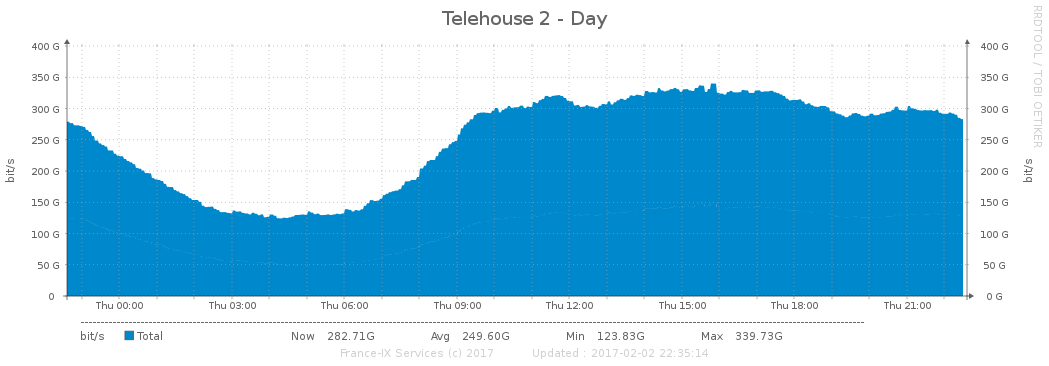 Telehouse 2 - Day
RRDTOOL / TOBI OETIKER
400 G 400 G
350 G 350 G
300 G 300 G
250 G 250 G
200 G 200 G
150 G 150 G
100 G 100 G
50 G 50 G
0 0 G
bit/s bit/s
Thu 00:00 Thu 03:00 Thu 06:00 Thu 09:00 Thu 12:00 Thu 15:00 Thu 18:00 Thu 21:00
bit/s Total Now 282.71G Avg 249.60G Min 123.83G Max 339.73G
France-IX Services (c) 2017 Updated : 2017-02-02 22:35:14